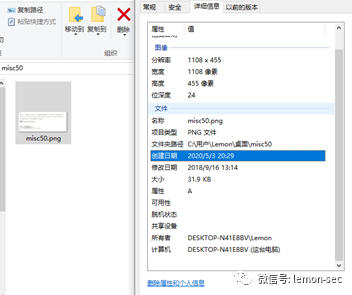 复制路径
粘贴快捷方式
移动到
复制到
删除
组织
misc50
misc50.png
常规
安全
详细信息
以前的版本
属性
值
图像
分辨率
1108 x 455
宽度
1108 像素
高度
455 像素
位深度
24
文件
名称
misc50.png
项目类型
PNG 文件
文件夹路径
C:\用户\Lemon\桌面\misc50
创建日期
2020/5/3 20:29
修改日期
2018/9/16 13:14
大小
31.9 KB
属性
A
可用性
脱机状态
共享设备
所有者
DESKTOP-N41E8BV\Lemon
计算机
DESKTOP-N41E8BV (这台电脑)
删除属性和个人信息
微信号: lemon-sec